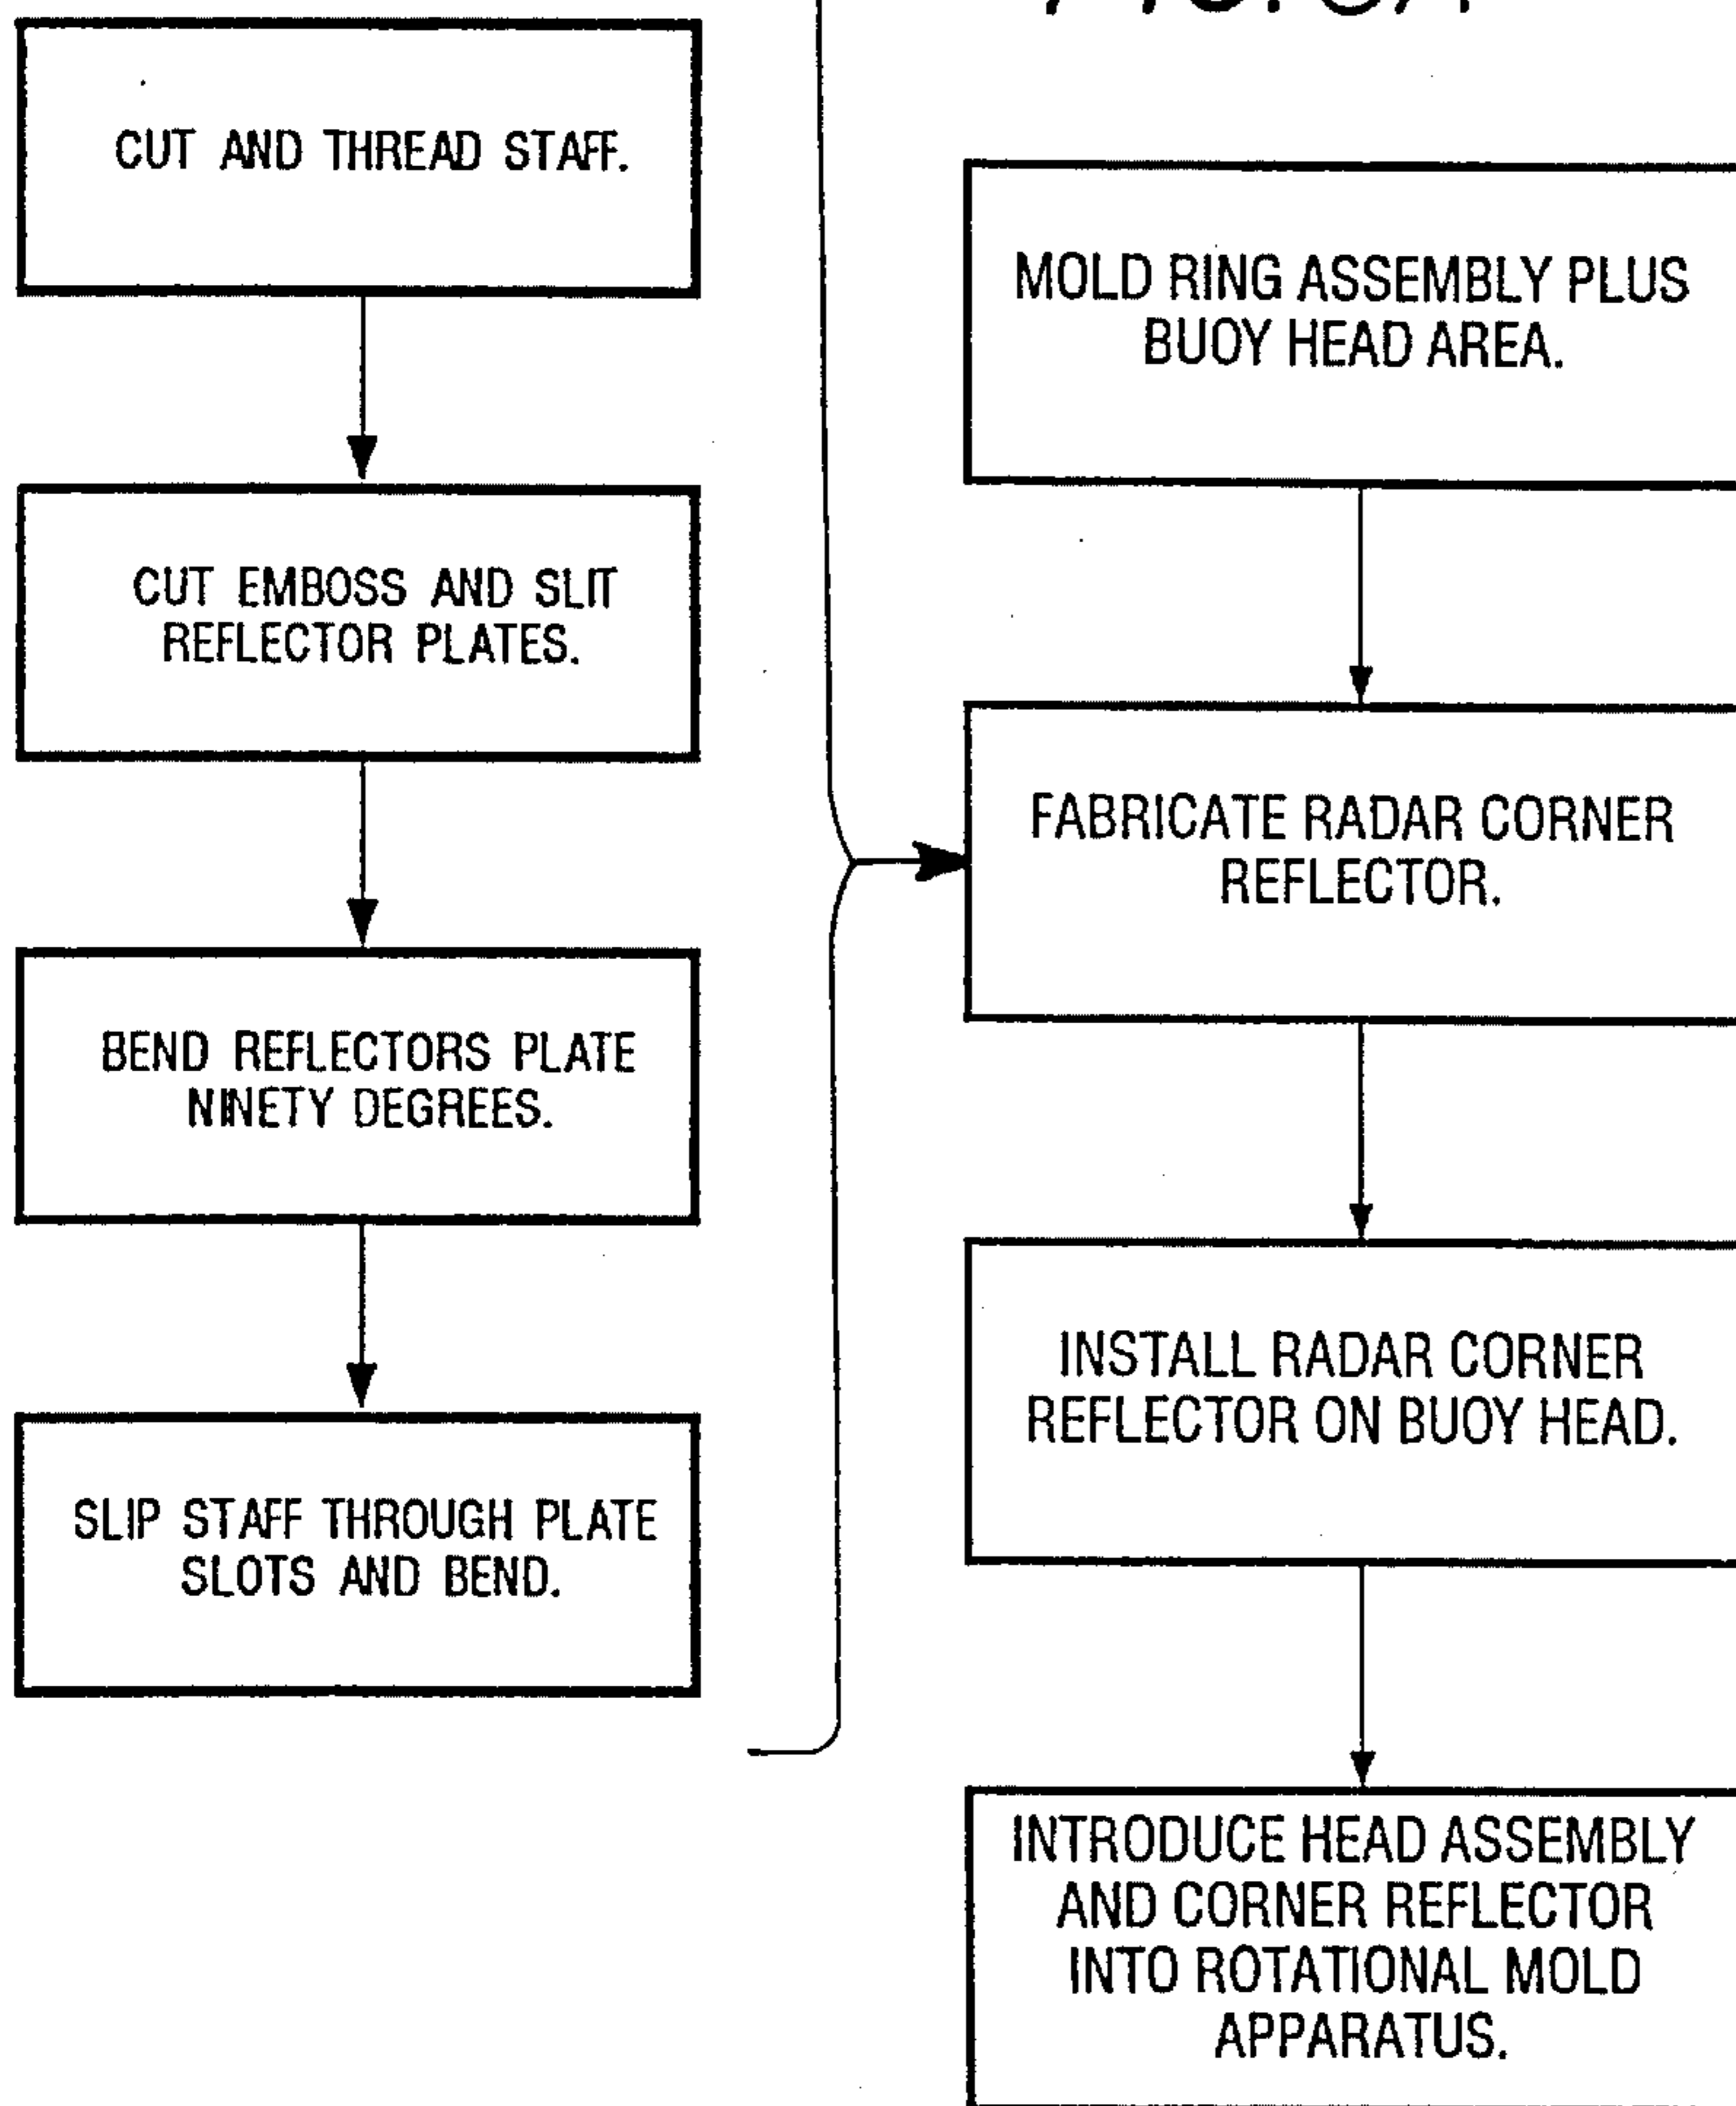 CUT AND THREAD STAFF.
CUT EMBOSS AND SLIT
REFLECTOR PLATES.
BEND REFLECTORS PLATE
NINETY DEGREES.
SLIP STAFF THROUGH PLATE
SLOTS AND BEND.
MOLD RING ASSEMBLY PLUS
BUOY HEAD AREA.
FABRICATE RADAR CORNER
REFLECTOR.
INSTALL RADAR CORNER
REFLECTOR ON BUOY HEAD.
INTRODUCE HEAD ASSEMBLY
AND CORNER REFLECTOR
INTO ROTATIONAL MOLD
APPARATUS.